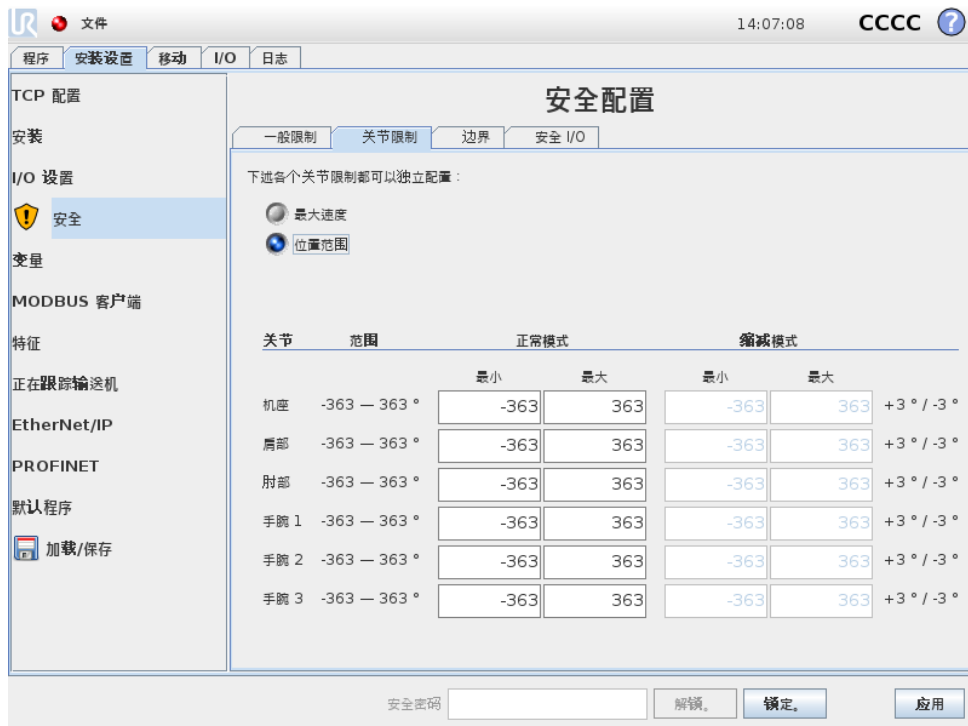 UR 文件 14:07:08 CCCC ?
程序 安装设置 移动 I/O 日志
TCP 配置
安装
I/O 设置
安全
变量
MODBUS 客户端
特征
正在跟踪输送机
EtherNet/IP
PROFINET
默认程序
加载/保存
安全配置
一般限制 关节限制 边界 安全 I/O
下述各个关节限制都可以独立配置：
最大速度
位置范围
关节 范围 正常模式 缩减模式
最小 最大 最小 最大
机座 -363 — 363 ° -363 363 -363 363 +3 ° / -3 °
肩部 -363 — 363 ° -363 363 -363 363 +3 ° / -3 °
肘部 -363 — 363 ° -363 363 -363 363 +3 ° / -3 °
手腕 1 -363 — 363 ° -363 363 -363 363 +3 ° / -3 °
手腕 2 -363 — 363 ° -363 363 -363 363 +3 ° / -3 °
手腕 3 -363 — 363 ° -363 363 -363 363 +3 ° / -3 °
安全密码 解锁。 锁定。 应用